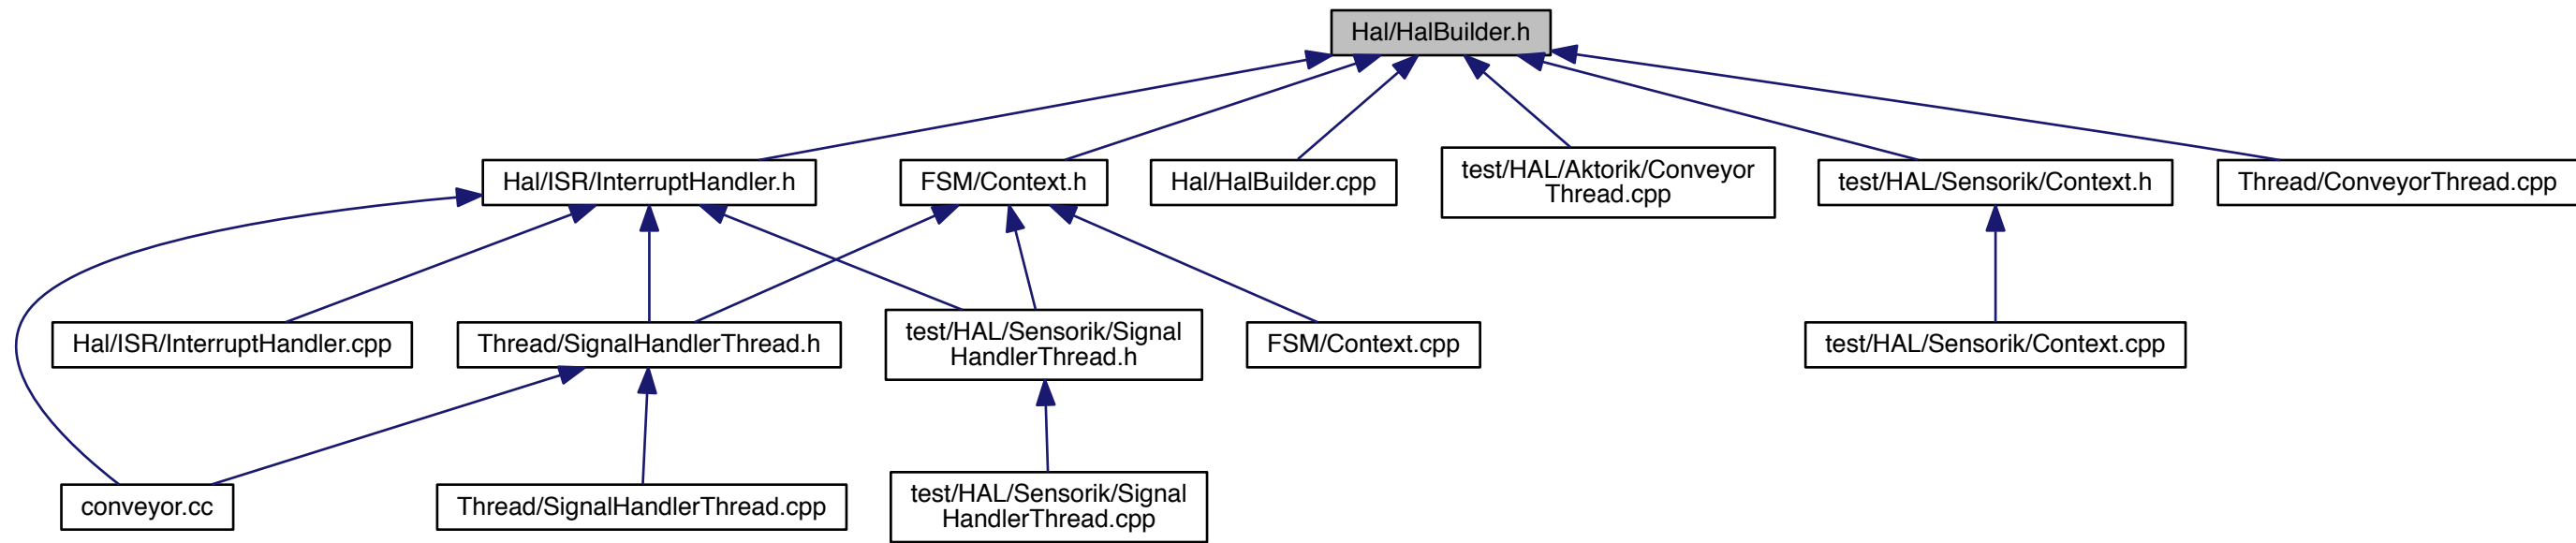 Hal/HalBuilder.h
Hal/ISR/InterruptHandler.h
FSM/Context.h
Hal/HalBuilder.cpp
test/HAL/Aktorik/Conveyor
Thread.cpp
test/HAL/Sensorik/Context.h
Thread/ConveyorThread.cpp
Hal/ISR/InterruptHandler.cpp
Thread/SignalHandlerThread.h
test/HAL/Sensorik/Signal
HandlerThread.h
FSM/Context.cpp
test/HAL/Sensorik/Context.cpp
conveyor.cc
Thread/SignalHandlerThread.cpp
test/HAL/Sensorik/Signal
HandlerThread.cpp